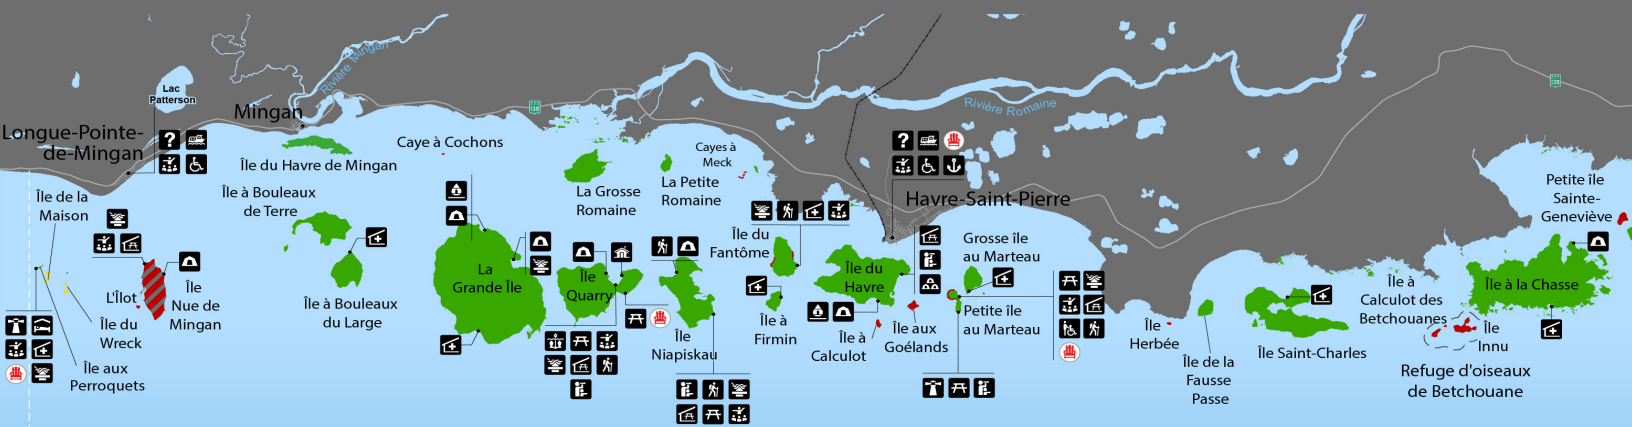 Rivière Mingan
Lac
Patterson
Mingan
138
138
Rivière Romaine
Longue-Pointe-
de-Mingan
?
Île du Havre de Mingan
Caye à Cochons
Cayes à
Meck
?
Havre-Saint-Pierre
Petite île
Sainte-
Geneviève
Île de la
Maison
Île à Bouleaux
de Terre
La Grosse
Romaine
La Petite
Romaine
Île du
Fantôme
Grosse île
au Marteau
L'Îlot
Île
Nue de
Mingan
Île à Bouleaux
du Large
La
Grande Île
Île
Quarry
Île du
Havre
Île à la Chasse
Île du
Wreck
Île aux
Perroquets
Île
Niapiskau
Île à
Firmin
Île à
Calculot
Île aux
Goélands
Petite île
au Marteau
Île
Herbée
Île de la
Fausse
Passe
Île Saint-Charles
Île à
Calculot des
Betchouanes
Île
Innu
Refuge d'oiseaux
de Betchouane